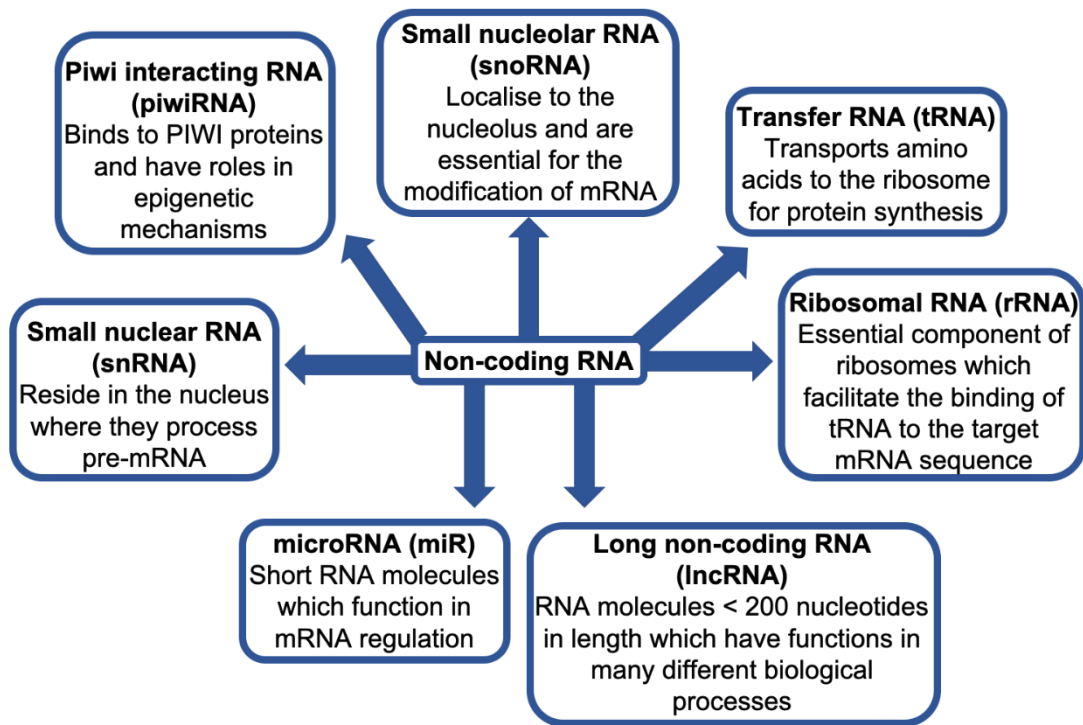 Piwi interacting RNA
(piwiRNA)
Binds to PIWI proteins
and have roles in
epigenetic
mechanisms
Small nucleolar RNA
(snoRNA)
Localise to the
nucleolus and are
essential for the
modification of mRNA
Transfer RNA (tRNA)
Transports amino
acids to the ribosome
for protein synthesis
Small nuclear RNA
(snRNA)
Reside in the nucleus
where they process
pre-mRNA
Non-coding RNA
Ribosomal RNA (rRNA)
Essential component of
ribosomes which
facilitate the binding of
tRNA to the target
mRNA sequence
microRNA (miR)
Short RNA molecules
which function in
mRNA regulation
Long non-coding RNA
(lncRNA)
RNA molecules < 200 nucleotides
in length which have functions in
many different biological
processes